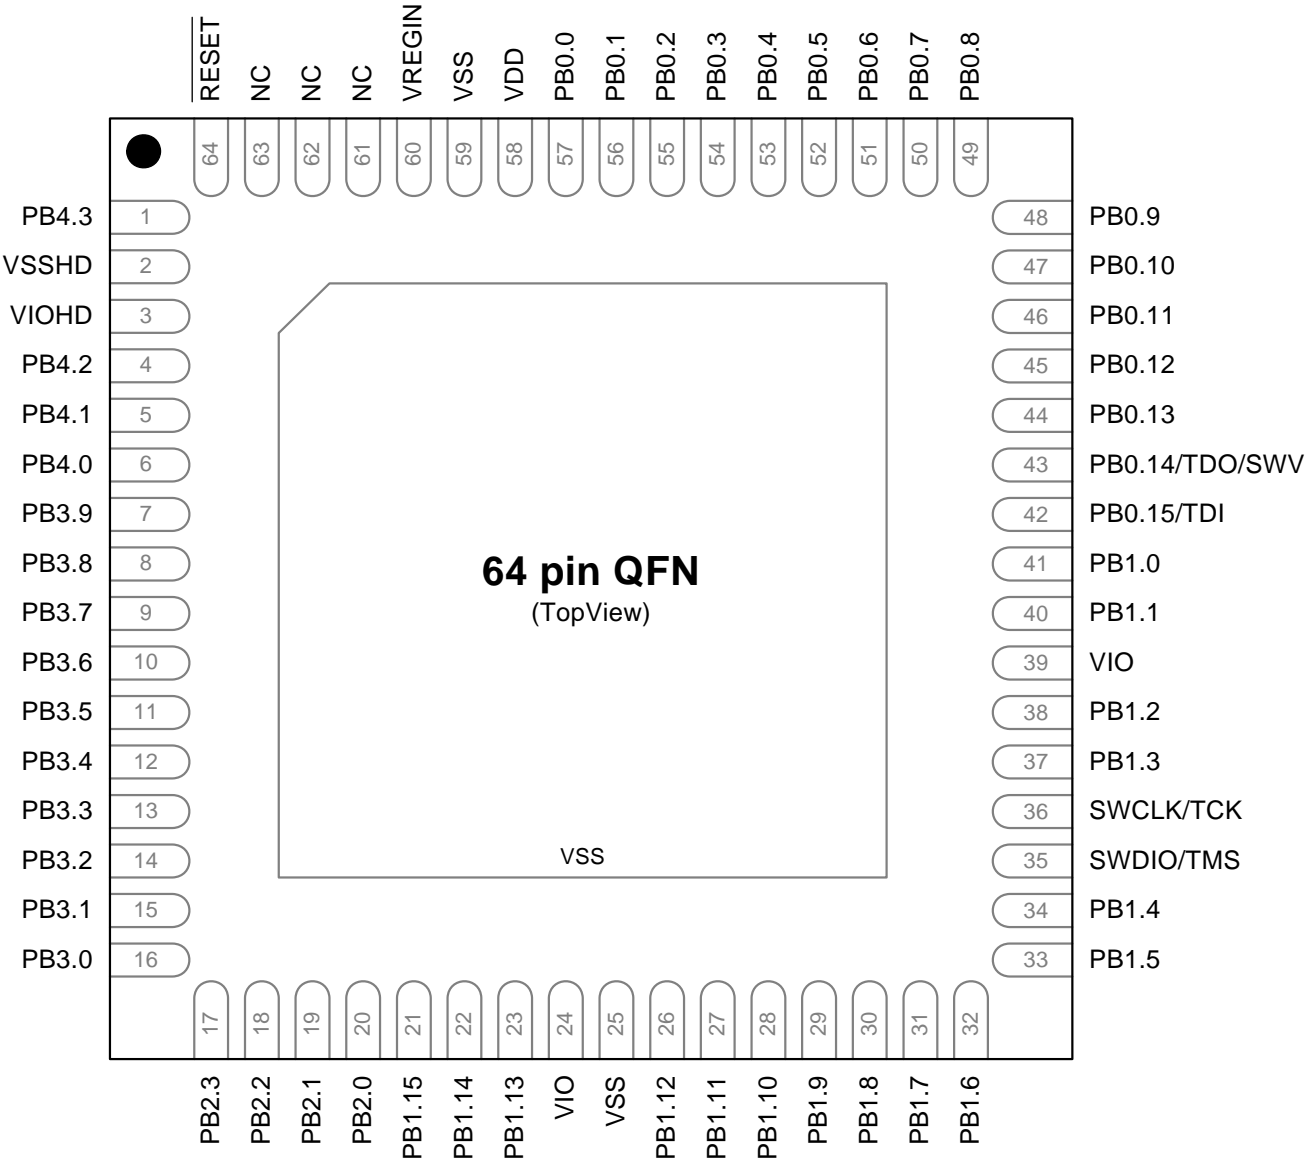 RESET
NC
NC
NC
VREGIN
VSS
VDD
PB0.0
PB0.1
PB0.2
PB0.3
PB0.4
PB0.5
PB0.6
PB0.7
PB0.8
64
63
62
61
60
59
58
57
56
55
54
53
52
51
50
49
PB4.3 1
VSSHD 2
VIOHD 3
PB4.2 4
PB4.1 5
PB4.0 6
PB3.9 7
PB3.8 8
PB3.7 9
PB3.6 10
PB3.5 11
PB3.4 12
PB3.3 13
PB3.2 14
PB3.1 15
PB3.0 16
64 pin QFN
(TopView)
VSS
48 PB0.9
47 PB0.10
46 PB0.11
45 PB0.12
44 PB0.13
43 PB0.14/TDO/SWV
42 PB0.15/TDI
41 PB1.0
40 PB1.1
39 VIO
38 PB1.2
37 PB1.3
36 SWCLK/TCK
35 SWDIO/TMS
34 PB1.4
33 PB1.5
17
18
19
20
21
22
23
24
25
26
27
28
29
30
31
32
PB2.3
PB2.2
PB2.1
PB2.0
PB1.15
PB1.14
PB1.13
VIO
VSS
PB1.12
PB1.11
PB1.10
PB1.9
PB1.8
PB1.7
PB1.6